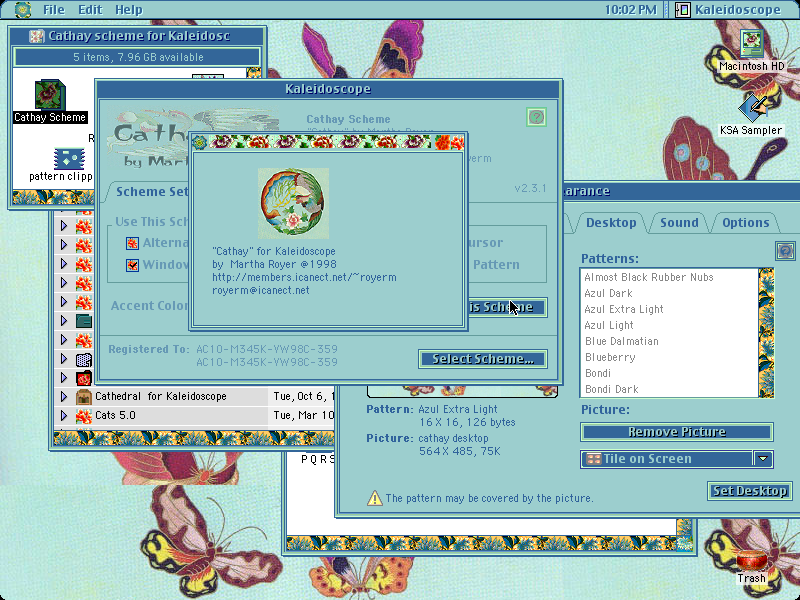 File Edit Help
10:02 PM
Kaleidoscope
Cathay scheme for Kaleidosc
5 items, 7.96 GB available
Cathay Scheme
pattern clipp
Macintosh HD
KSA Sampler
Kaleidoscope
Cathay Scheme
v2.3.1
Scheme Set
Use This Sch
Alterna
Window
Accent Color
ursor
Pattern
is Scheme
Registered To: AC10-M345K-YW98C-359
AC10-M345K-YW98C-359
Select Scheme...
"Cathay" for Kaleidoscope
by Martha Royer @1998
http://members.icanect.net/~royerm
royerm@icanect.net
arance
Desktop
Sound
Options
Patterns:
Almost Black Rubber Nubs
Azul Dark
Azul Extra Light
Azul Light
Blue Dalmatian
Blueberry
Bondi
Bondi Dark
Picture:
Remove Picture
Tile on Screen
Set Desktop
Pattern: Azul Extra Light
16 X 16, 126 bytes
Picture: cathay desktop
564 X 485, 75K
The pattern may be covered by the picture.
Cathedral for Kaleidoscope
Tue, Oct 6, 1
Cats 5.0
Tue, Mar 10
P Q R S
Trash